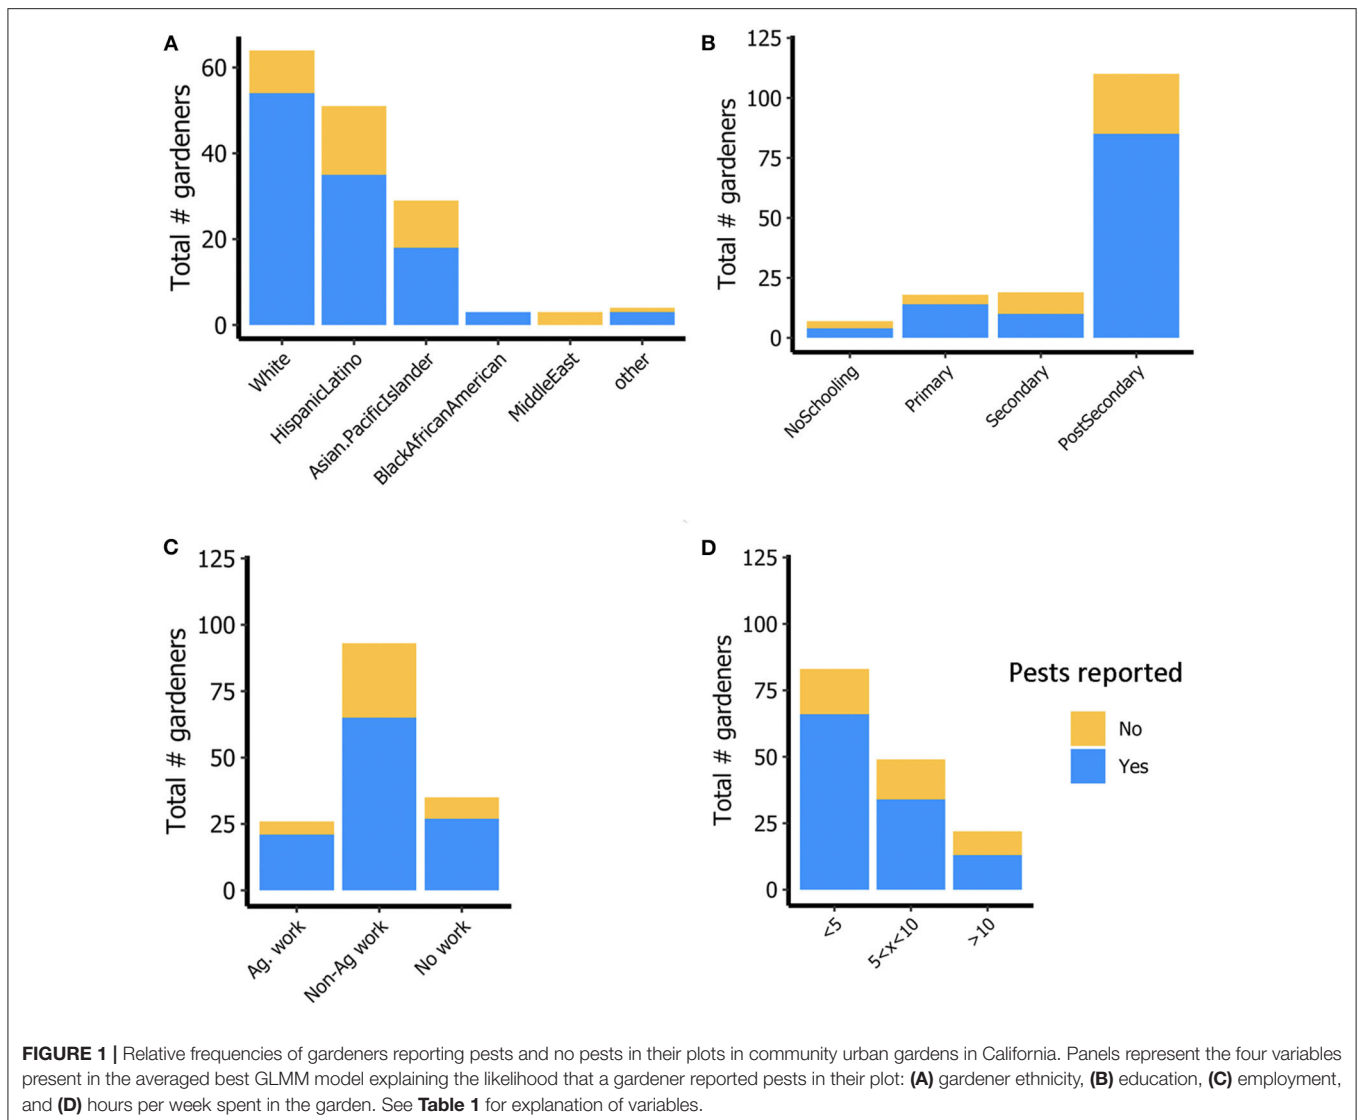 A
Total # gardeners
60
40
20
0
White
HispanicLatino
Asian.PacificIslander
BlackAfricanAmerican
MiddleEast
other
B
Total # gardeners
125
100
75
50
25
0
NoSchooling
Primary
Secondary
PostSecondary
C
Total # gardeners
125
100
75
50
25
0
Ag. work
Non-Ag work
No work
D
Total # gardeners
125
100
75
50
25
0
<5
5<x<10
>10
Pests reported
No
Yes
FIGURE 1 | Relative frequencies of gardeners reporting pests and no pests in their plots in community urban gardens in California. Panels represent the four variables
present in the averaged best GLMM model explaining the likelihood that a gardener reported pests in their plot: (A) gardener ethnicity, (B) education, (C) employment,
and (D) hours per week spent in the garden. See Table 1 for explanation of variables.